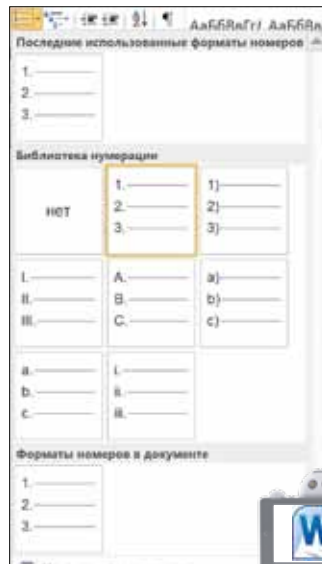 АаБбВвГг АаБбВв
Последние использованные форматы номеров
1.
2.
3.
Библиотека нумерации
нет
1.
2.
3.
1)
2)
3)
I.
II.
III.
A.
B.
C.
a)
b)
c)
a.
b.
c.
i.
ii.
iii.
Форматы номеров в документе
1.
2.
3.
W